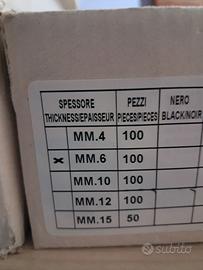 SPESSORE PEZZI NERO
THICKNESS/EPAISSEUR PIECES/PIECES BLACK/NOIR
MM.4 100
x MM.6 100
MM.10 100
MM.12 100
MM.15 50
subito